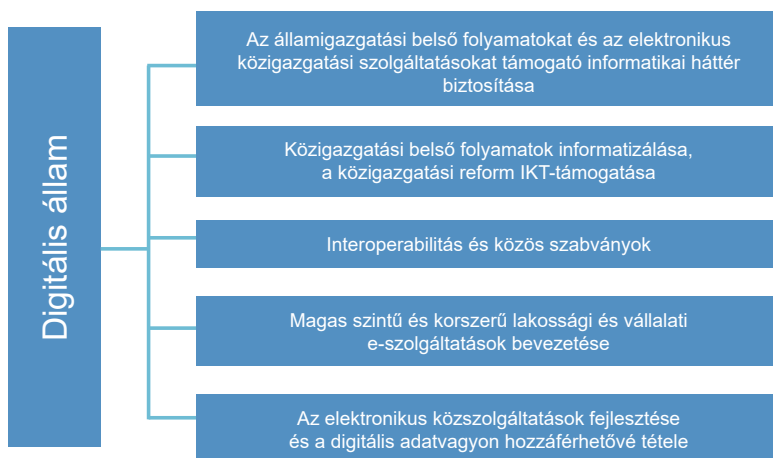 Digitális állam
Az államigazgatási belső folyamatokat és az elektronikus
közigazgatási szolgáltatásokat támogató informatikai háttér
biztosítása
Közigazgatási belső folyamatok informatizálása,
a közigazgatási reform IKT-támogatása
Interoperabilitás és közös szabványok
Magas szintű és korszerű lakossági és vállalati
e-szolgáltatások bevezetése
Az elektronikus közszolgáltatások fejlesztése
és a digitális adatvagyon hozzáférhetővé tétele